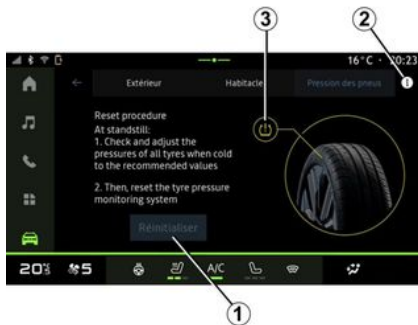 3
2
16°C · 20:23
Extérieur Habitacle Pression des pneus
Reset procedure
At standstill:
1. Check and adjust the
pressures of all tyres when cold
to the recommended values
2. Then, reset the tyre pressure
monitoring system
Réinitialiser
20 5 A/C
1